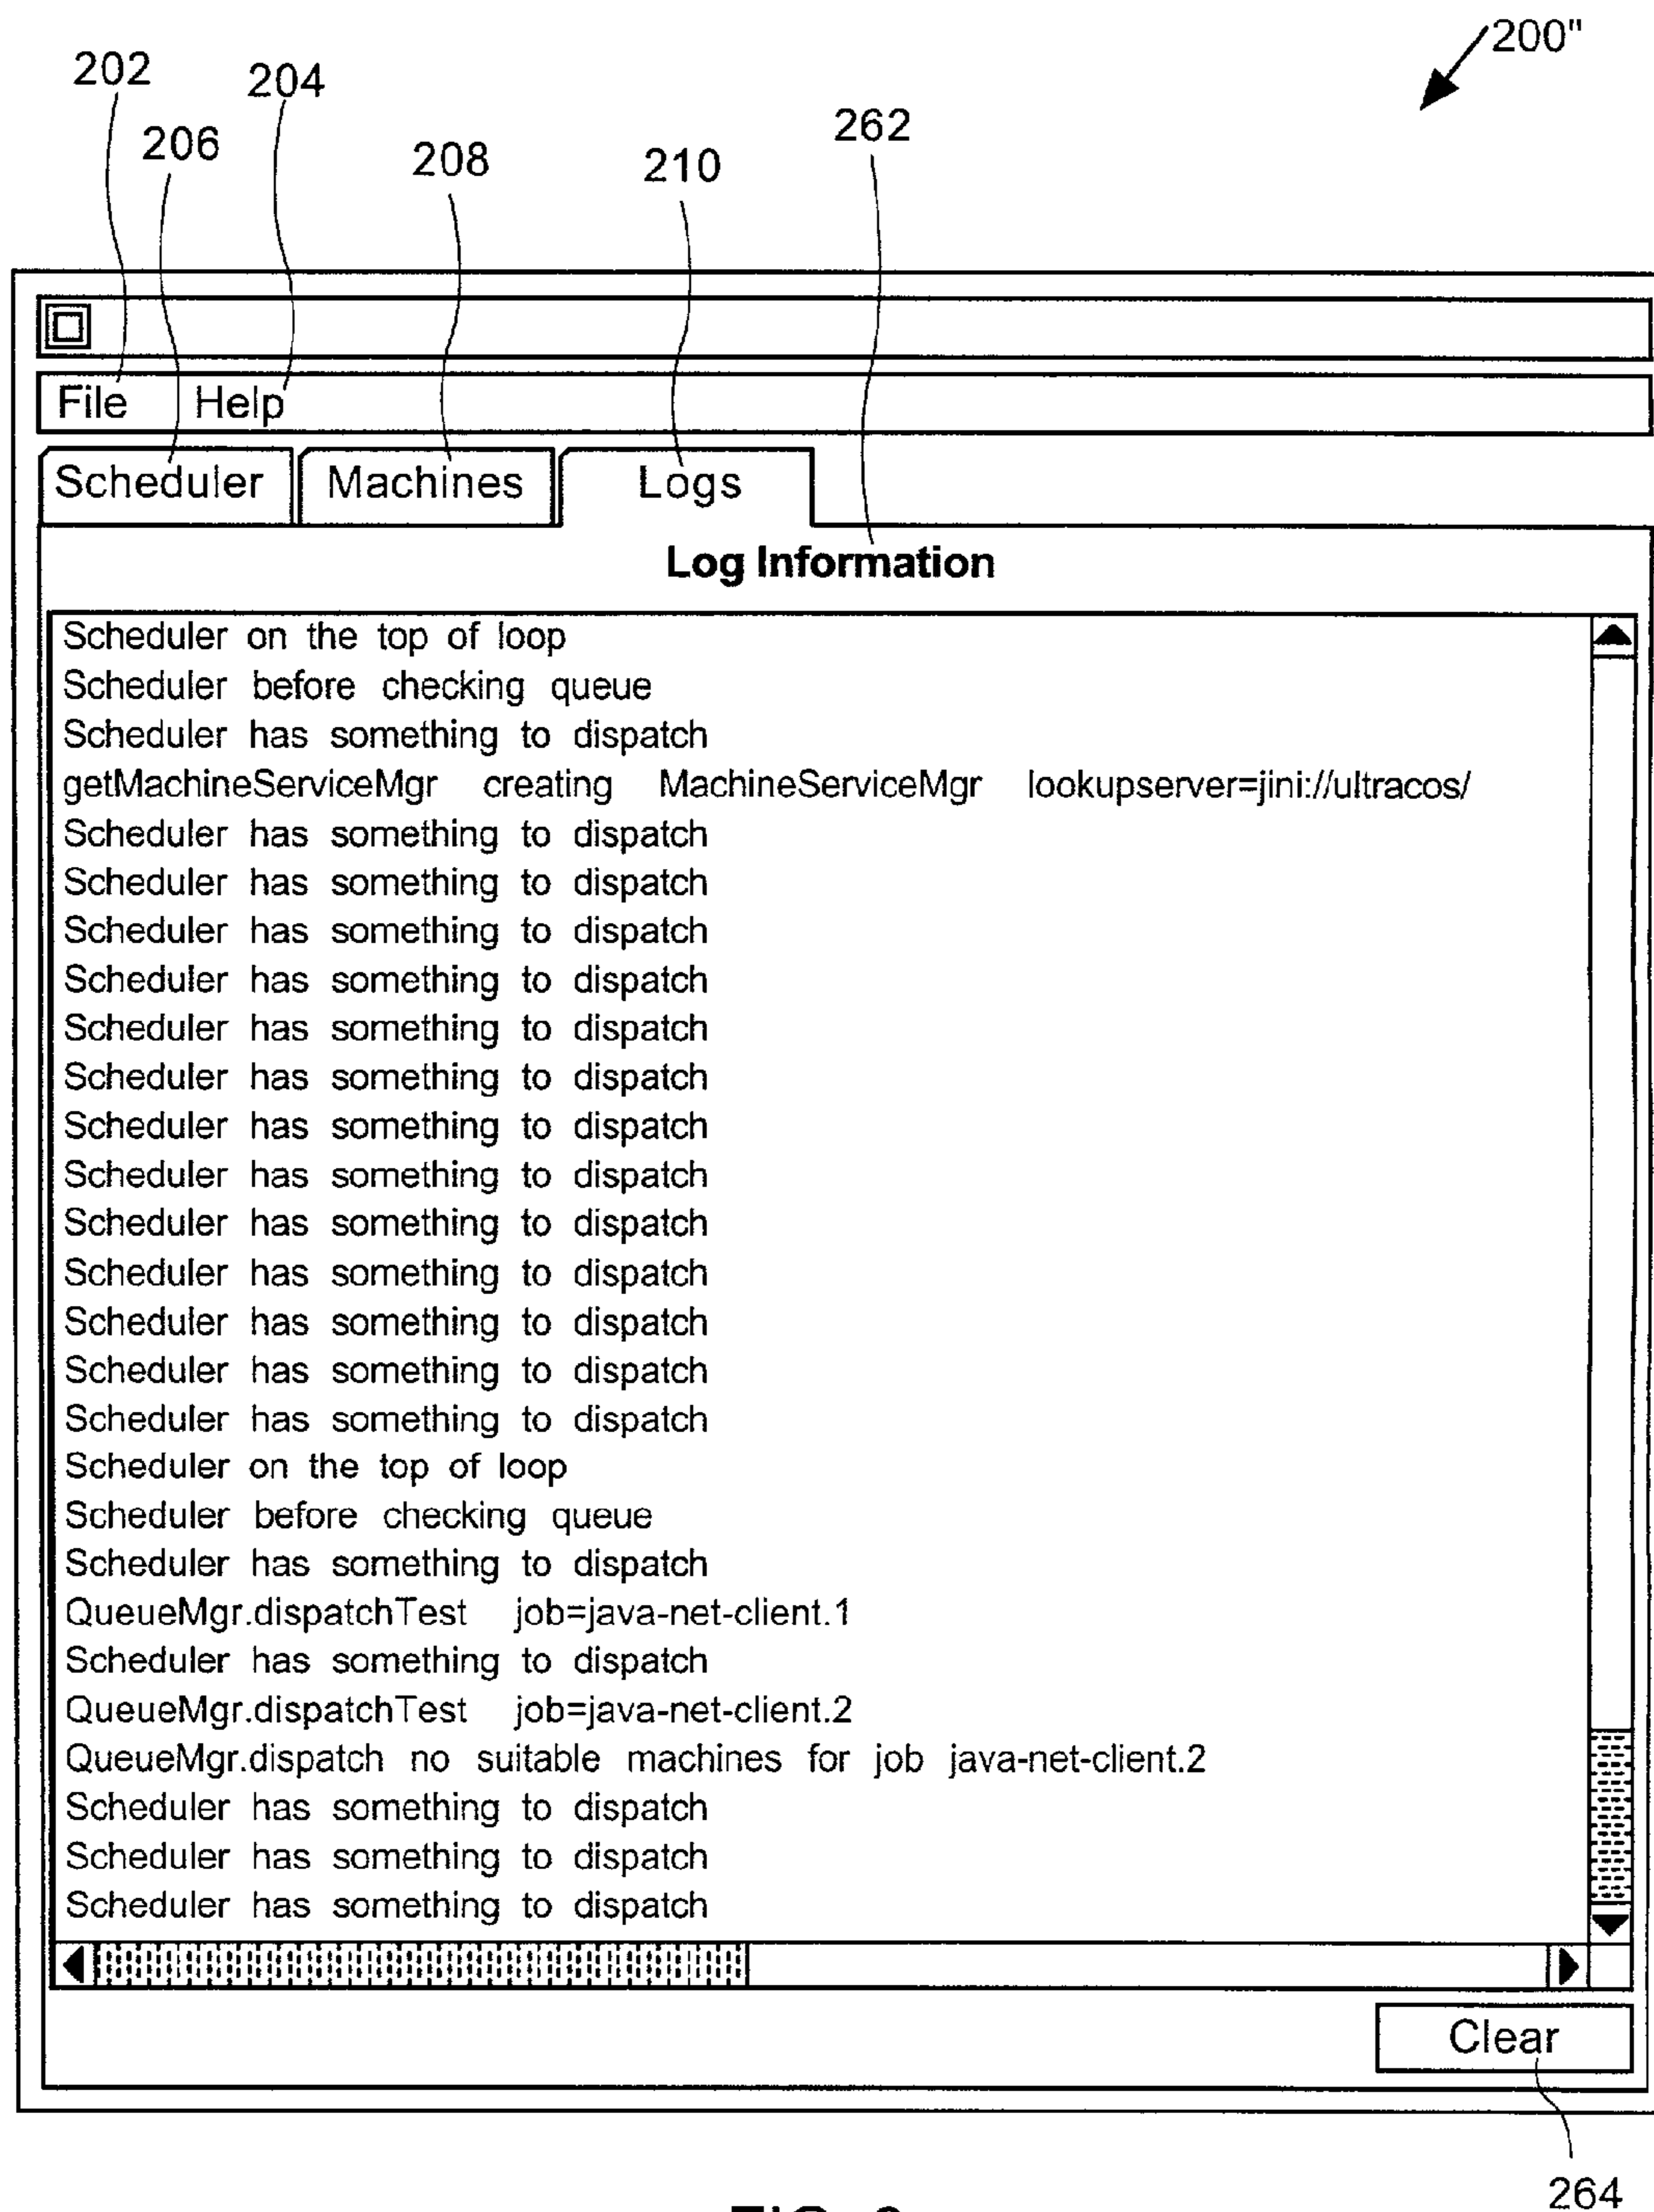 200"
202
204
262
206
208
210
File Help
Scheduler Machines Logs
Log Information
Scheduler on the top of loop
Scheduler before checking queue
Scheduler has something to dispatch
getMachineServiceMgr creating MachineServiceMgr lookupserver=jini://ultracos/
Scheduler has something to dispatch
Scheduler has something to dispatch
Scheduler has something to dispatch
Scheduler has something to dispatch
Scheduler has something to dispatch
Scheduler has something to dispatch
Scheduler has something to dispatch
Scheduler has something to dispatch
Scheduler has something to dispatch
Scheduler has something to dispatch
Scheduler has something to dispatch
Scheduler has something to dispatch
Scheduler has something to dispatch
Scheduler on the top of loop
Scheduler before checking queue
Scheduler has something to dispatch
QueueMgr.dispatchTest job=java-net-client.1
Scheduler has something to dispatch
QueueMgr.dispatchTest job=java-net-client.2
QueueMgr.dispatch no suitable machines for job java-net-client.2
Scheduler has something to dispatch
Scheduler has something to dispatch
Scheduler has something to dispatch
Clear
264